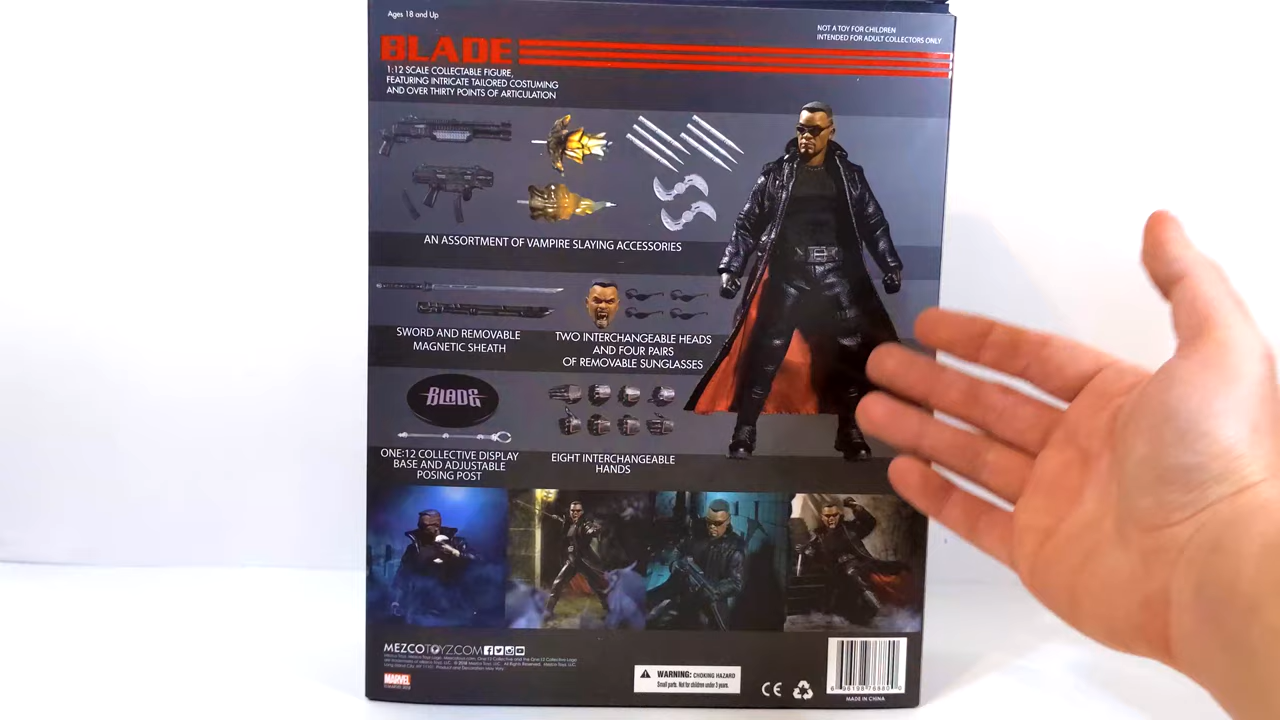 Ages 18 and Up
NOT A TOY FOR CHILDREN
INTENDED FOR ADULT COLLECTORS ONLY
BLADE
1:12 SCALE COLLECTABLE FIGURE,
FEATURING INTRICATE TAILORED COSTUMING
AND OVER THIRTY POINTS OF ARTICULATION
AN ASSORTMENT OF VAMPIRE SLAYING ACCESSORIES
SWORD AND REMOVABLE
MAGNETIC SHEATH
TWO INTERCHANGEABLE HEADS
AND FOUR PAIRS
OF REMOVABLE SUNGLASSES
BLADE
ONE:12 COLLECTIVE DISPLAY
BASE AND ADJUSTABLE
POSING POST
EIGHT INTERCHANGEABLE
HANDS
MEZCOTOYZ.COM
MARVEL
WARNING: CHOKING HAZARD
Small parts. Not for children under 3 years.
CE
MADE IN CHINA